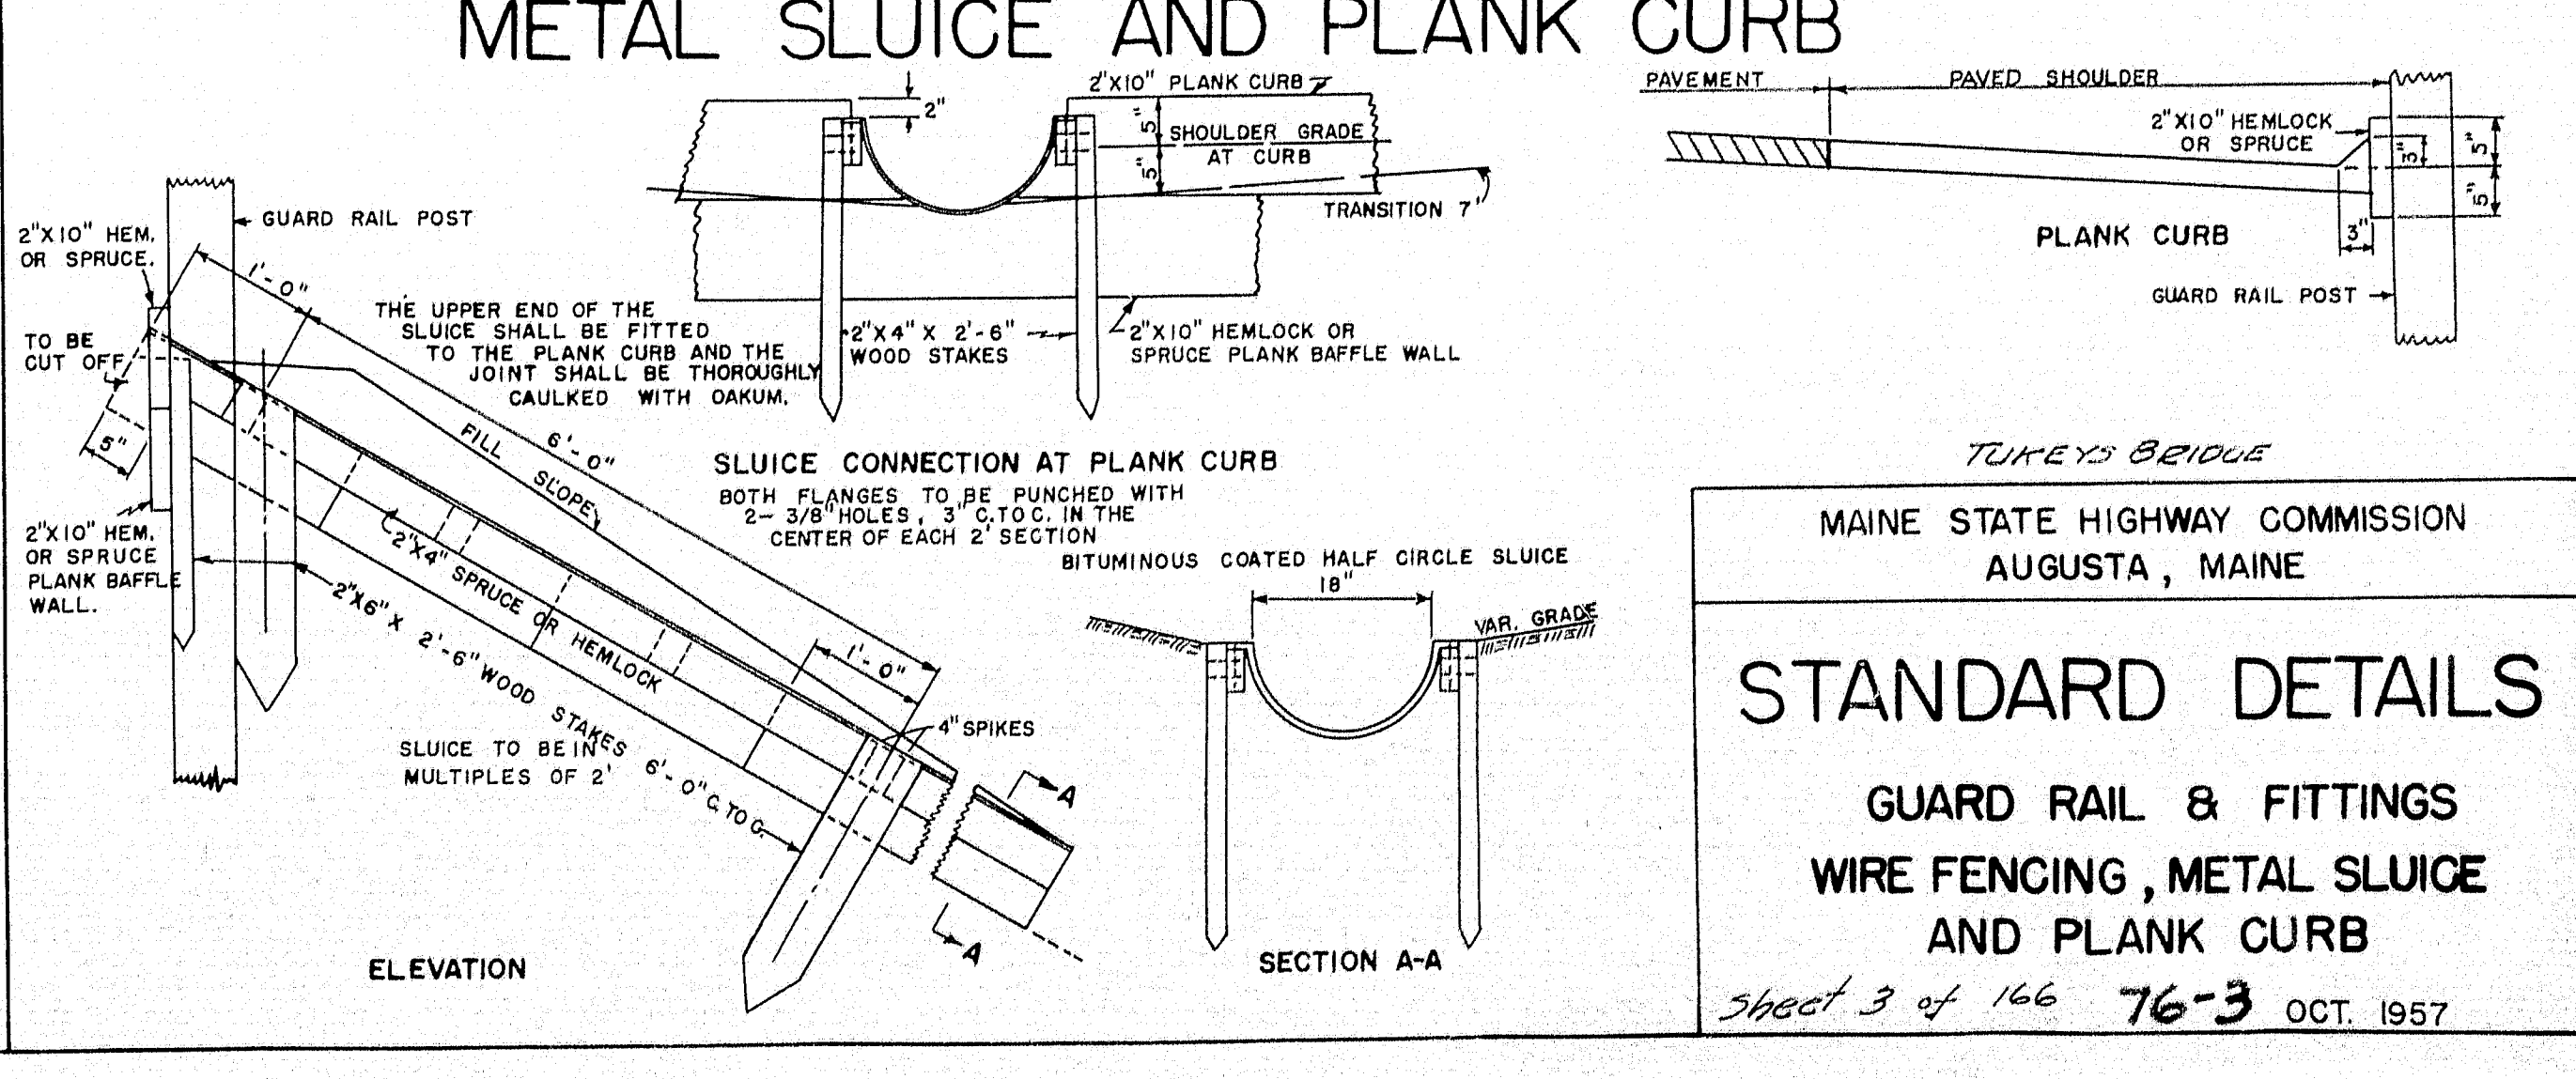 METAL SLUICE AND PLANK CURB
2"
2"X10" PLANK CURB
5"
SHOULDER GRADE
AT CURB
5"
TRANSITION 7'
2"X4" X 2'-6"
WOOD STAKES
2"X10" HEMLOCK OR
SPRUCE PLANK BAFFLE WALL
SLUICE CONNECTION AT PLANK CURB
BOTH FLANGES TO BE PUNCHED WITH
2- 3/8" HOLES, 3" C.TO C. IN THE
CENTER OF EACH 2' SECTION
PAVEMENT
PAVED SHOULDER
2"X10" HEMLOCK
OR SPRUCE
3"
5"
5"
3"
PLANK CURB
GUARD RAIL POST
GUARD RAIL POST
2"X10" HEM.
OR SPRUCE.
1'-0"
THE UPPER END OF THE
SLUICE SHALL BE FITTED
TO THE PLANK CURB AND THE
JOINT SHALL BE THOROUGHLY
CAULKED WITH OAKUM.
TO BE
CUT OFF
5"
6'-0"
FILL SLOPE
2"X10" HEM.
OR SPRUCE
PLANK BAFFLE
WALL.
2"X4" SPRUCE OR HEMLOCK
2"X6" X 2'-6" WOOD STAKES 6'-0" C. TO C.
1'-0"
4" SPIKES
SLUICE TO BE IN
MULTIPLES OF 2'
A
A
ELEVATION
BITUMINOUS COATED HALF CIRCLE SLUICE
18"
VAR. GRADE
SECTION A-A
TUKEYS BRIDGE
MAINE STATE HIGHWAY COMMISSION
AUGUSTA, MAINE
STANDARD DETAILS
GUARD RAIL & FITTINGS
WIRE FENCING, METAL SLUICE
AND PLANK CURB
Sheet 3 of 166 76-3 OCT. 1957